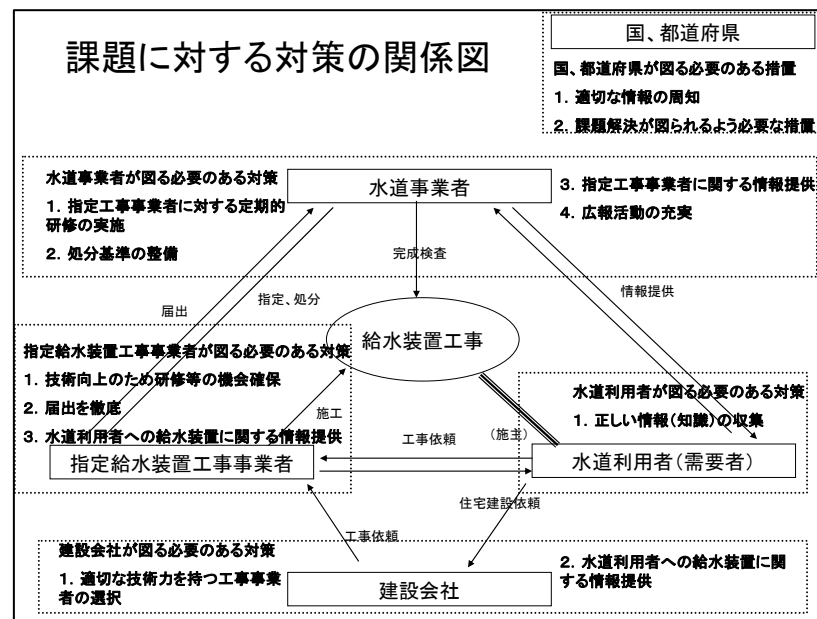 課題に対する対策の関係図
国、都道府県
国、都道府県が図る必要のある措置
1. 適切な情報の周知
2. 課題解決が図られるよう必要な措置
水道事業者が図る必要のある対策
1. 指定工事事業者に対する定期的
研修の実施
2. 処分基準の整備
水道事業者
3. 指定工事事業者に関する情報提供
4. 広報活動の充実
完成検査
届出
指定、処分
情報提供
給水装置工事
指定給水装置工事事業者が図る必要のある対策
1. 技術向上のため研修等の機会確保
2. 届出を徹底
3. 水道利用者への給水装置に関する情報提供
施工
指定給水装置工事事業者
水道利用者が図る必要のある対策
1. 正しい情報(知識)の収集
(施主)
工事依頼
水道利用者(需要者)
住宅建設依頼
工事依頼
建設会社が図る必要のある対策
1. 適切な技術力を持つ工事事業
者の選択
建設会社
2. 水道利用者への給水装置に関
する情報提供